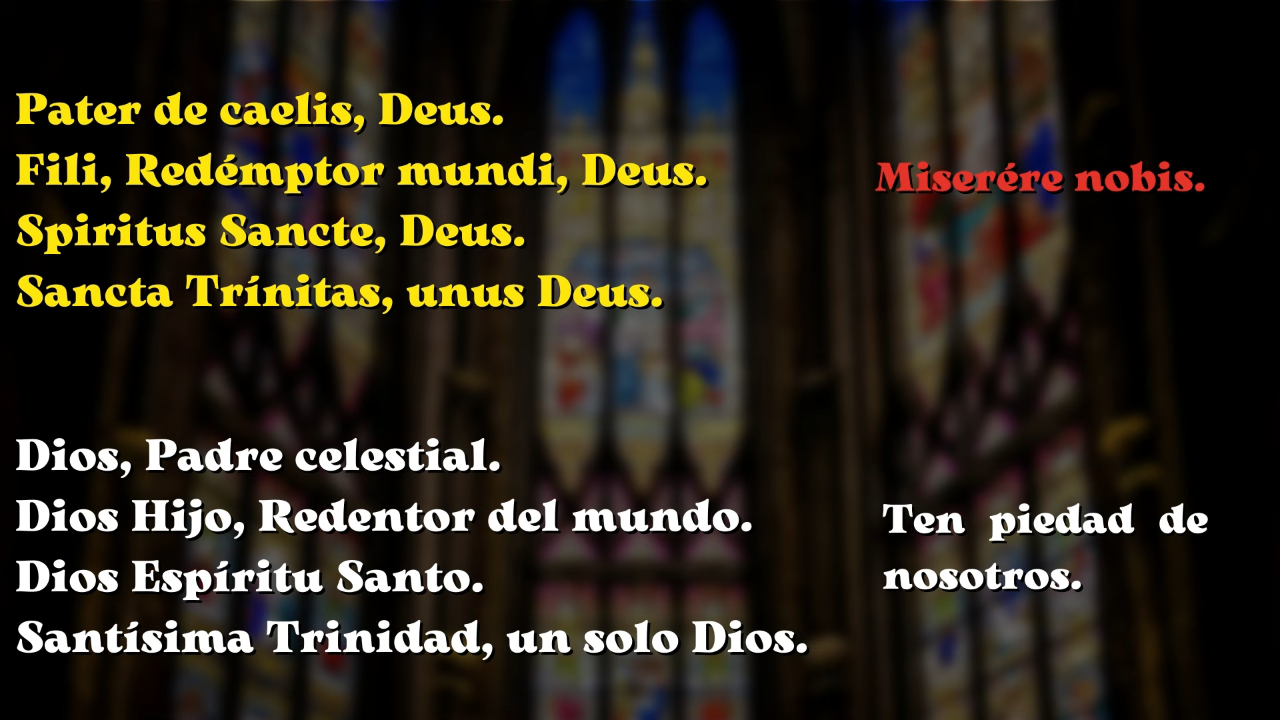 Pater de caelis, Deus.
Fili, Redémptor mundi, Deus.
Spiritus Sancte, Deus.
Sancta Trínitas, unus Deus.
Miserére nobis.
Dios, Padre celestial.
Dios Hijo, Redentor del mundo.
Dios Espíritu Santo.
Santísima Trinidad, un solo Dios.
Ten piedad de
nosotros.